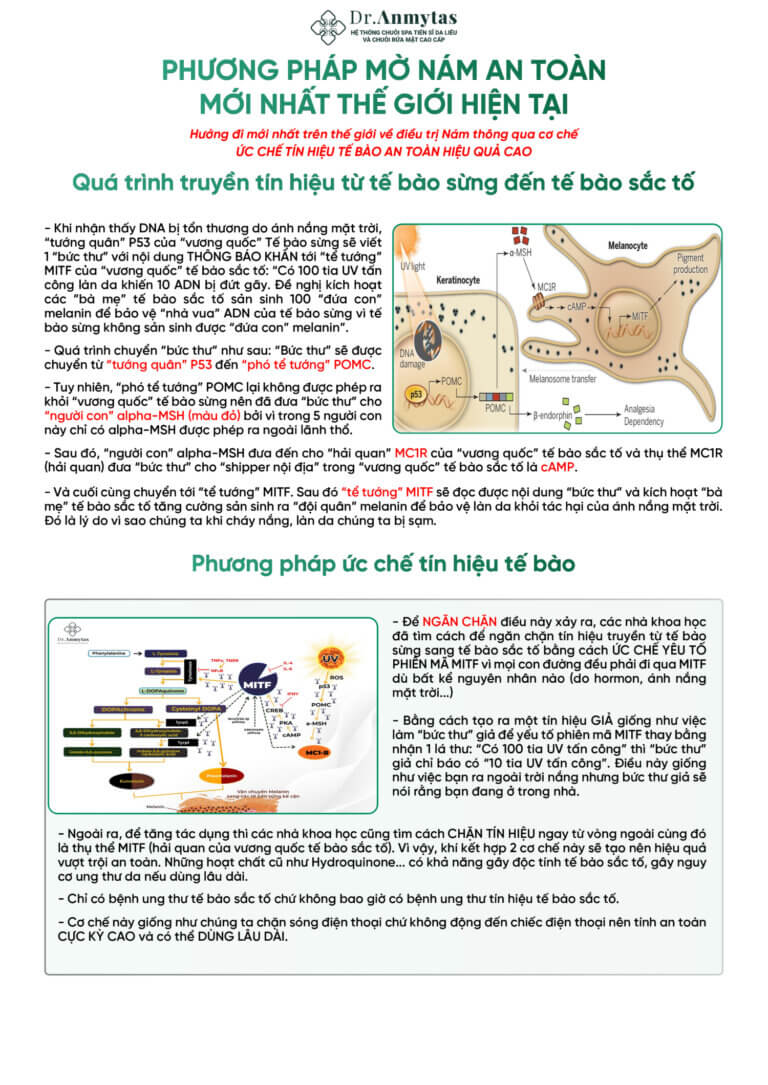 Dr.Anmytas
HỆ THỐNG CHUỖI SPA TIẾN SĨ DA LIỄU
VÀ CHUỖI RỬA MẶT CAO CẤP
PHƯƠNG PHÁP MỜ NÁM AN TOÀN
MỚI NHẤT THẾ GIỚI HIỆN TẠI
Hướng đi mới nhất trên thế giới về điều trị Nám thông qua cơ chế
ỨC CHẾ TÍN HIỆU TẾ BÀO AN TOÀN HIỆU QUẢ CAO
Quá trình truyền tín hiệu từ tế bào sừng đến tế bào sắc tố
- Khi nhận thấy DNA bị tổn thương do ánh nắng mặt trời,
“tướng quân” P53 của “vương quốc” Tế bào sừng sẽ viết
1 “bức thư” với nội dung THÔNG BÁO KHẨN tới “tể tướng”
MITF của “vương quốc” tế bào sắc tố: “Có 100 tia UV tấn
công làn da khiến 10 ADN bị đứt gãy. Đề nghị kích hoạt
các ”bà mẹ” tế bào sắc tố sản sinh 100 “đứa con”
melanin để bảo vệ “nhà vua” ADN của tế bào sừng vì tế
bào sừng không sản sinh được “đứa con” melanin”.
- Quá trình chuyển “bức thư” như sau: “Bức thư” sẽ được
chuyển từ “tướng quân” P53 đến “phó tể tướng” POMC.
- Tuy nhiên, “phó tể tướng” POMC lại không được phép ra
khỏi “vương quốc” tế bào sừng nên đã đưa “bức thư” cho
“người con” alpha-MSH (màu đỏ) bởi vì trong 5 người con
này chỉ có alpha-MSH được phép ra ngoài lãnh thổ.
UV light
Keratinocyte
α-MSH
Melanocyte
Pigment
production
MC1R
cAMP
MITF
DNA
damage
Melanosome transfer
p53
POMC
POMC
β-endorphin
Analgesia
Dependency
- Sau đó, “người con” alpha-MSH đưa đến cho “hải quan” MC1R của “vương quốc” tế bào sắc tố và thụ thể MC1R
(hải quan) đưa “bức thư” cho “shipper nội địa” trong “vương quốc” tế bào sắc tố là cAMP.
- Và cuối cùng chuyển tới “tể tướng” MITF. Sau đó “tể tướng” MITF sẽ đọc được nội dung “bức thư” và kích hoạt “bà
mẹ” tế bào sắc tố tăng cường sản sinh ra “đội quân” melanin để bảo vệ làn da khỏi tác hại của ánh nắng mặt trời.
Đó là lý do vì sao chúng ta khi cháy nắng, làn da chúng ta bị sạm.
Phương pháp ức chế tín hiệu tế bào
Dr.Anmytas
Phenylalanine
L-Tyrosine
L-Tyrosine
L-DOPAquinone
DOPAchrome
Cysteinyl DOPA
MITF
UV
ROS
p53
POMC
α-MSH
MC1-R
CREB
PKA
cAMP
Eumelanin
Pheomelanin
Vận chuyển Melanin
Melanin
- Để NGĂN CHẶN điều này xảy ra, các nhà khoa học
đã tìm cách để ngăn chặn tín hiệu truyền từ tế bào
sừng sang tế bào sắc tố bằng cách ỨC CHẾ YẾU TỐ
PHIÊN MÃ MITF vì mọi con đường đều phải đi qua MITF
dù bất kể nguyên nhân nào (do hormon, ánh nắng
mặt trời...)
- Bằng cách tạo ra một tín hiệu GIẢ giống như việc
làm “bức thư” giả để yếu tố phiên mã MITF thay bằng
nhận 1 lá thư: “Có 100 tia UV tấn công” thì “bức thư”
giả chỉ báo có “10 tia UV tấn công”. Điều này giống
như việc bạn ra ngoài trời nắng nhưng bức thư giả sẽ
nói rằng bạn đang ở trong nhà.
- Ngoài ra, để tăng tác dụng thì các nhà khoa học cũng tìm cách CHẶN TÍN HIỆU ngay từ vòng ngoài cùng đó
là thụ thể MITF (hải quan của vương quốc tế bào sắc tố). Vì vậy, khi kết hợp 2 cơ chế này sẽ tạo nên hiệu quả
vượt trội an toàn. Những hoạt chất cũ như Hydroquinone... có khả năng gây độc tính tế bào sắc tố, gây nguy
cơ ung thư da nếu dùng lâu dài.
- Chỉ có bệnh ung thư tế bào sắc tố chứ không bao giờ có bệnh ung thư tín hiệu tế bào sắc tố.
- Cơ chế này giống như chúng ta chặn sóng điện thoại chứ không động đến chiếc điện thoại nên tính an toàn
CỰC KỲ CAO và có thể DÙNG LÂU DÀI.